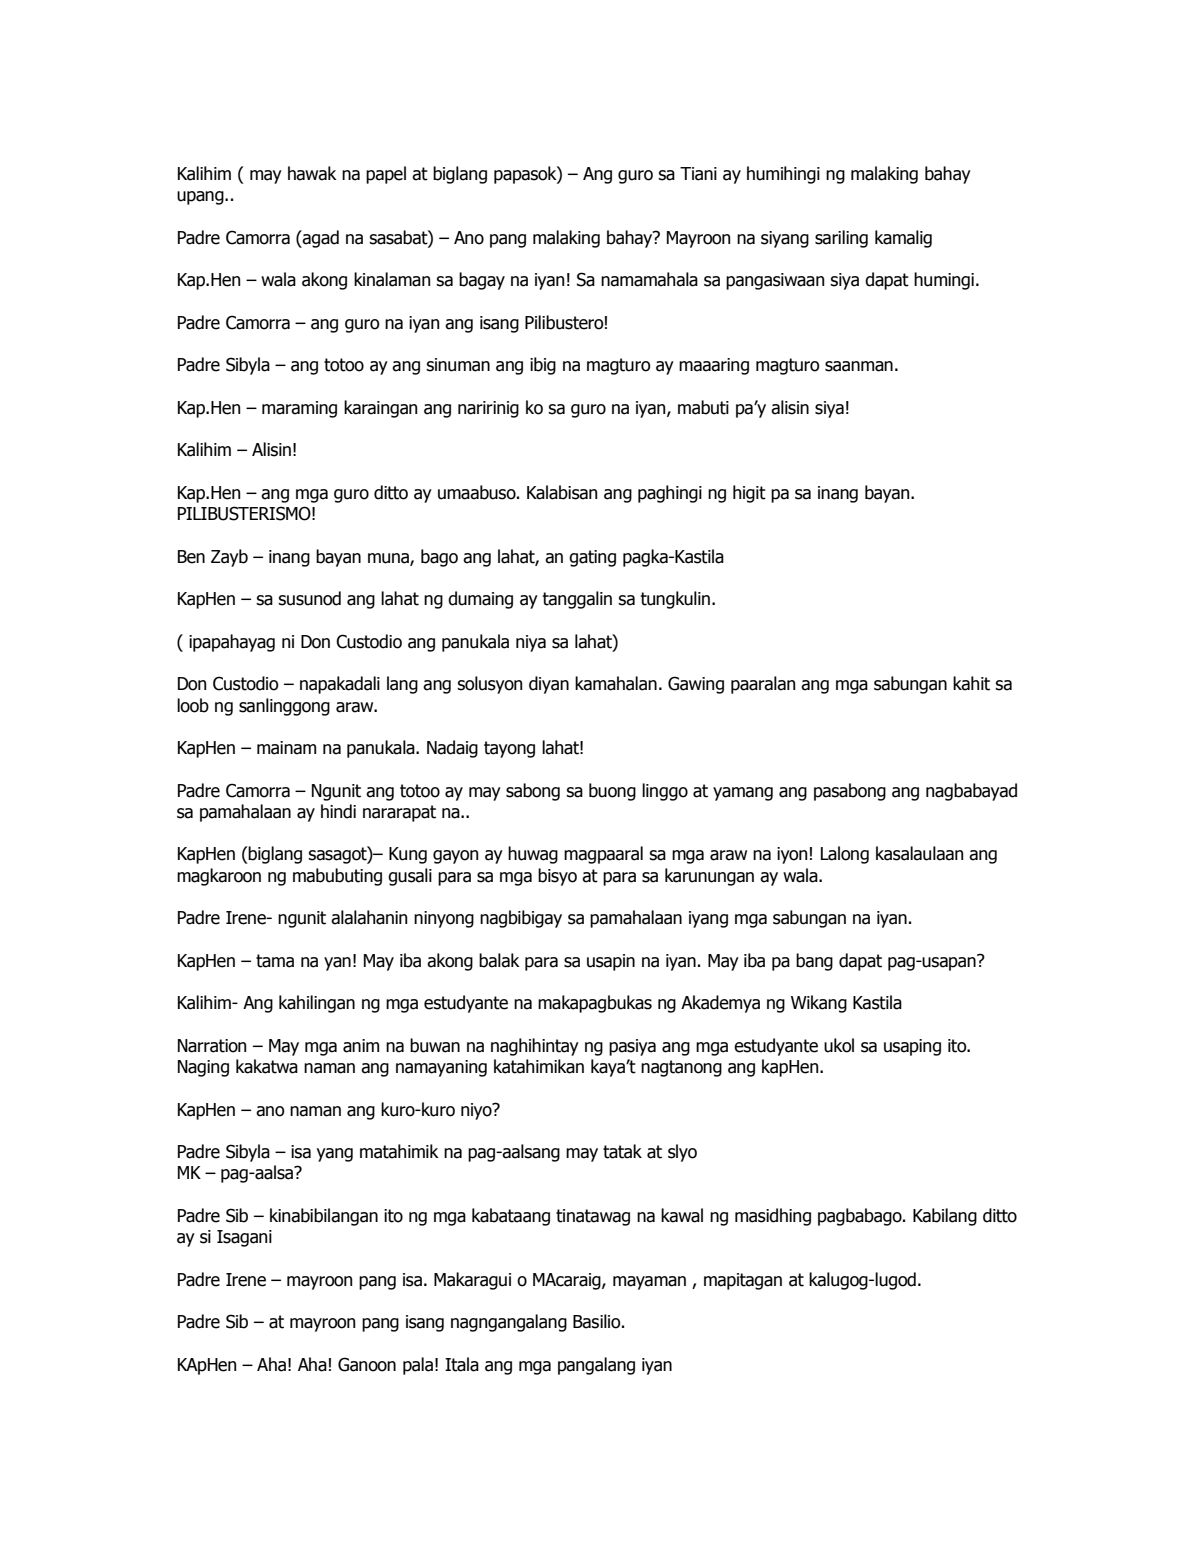 Kalihim ( may hawak na papel at biglang papasok) – Ang guro sa Tiani ay humihingi ng malaking bahay
upang..
Padre Camorra (agad na sasabat) – Ano pang malaking bahay? Mayroon na siyang sariling kamalig
Kap.Hen – wala akong kinalaman sa bagay na iyan! Sa namamahala sa pangasiwaan siya dapat humingi.
Padre Camorra – ang guro na iyan ang isang Pilibustero!
Padre Sibyla – ang totoo ay ang sinuman ang ibig na magturo ay maaaring magturo saanman.
Kap.Hen – maraming karaingan ang naririnig ko sa guro na iyan, mabuti pa’y alisin siya!
Kalihim – Alisin!
Kap.Hen – ang mga guro ditto ay umaabuso. Kalabisan ang paghingi ng higit pa sa inang bayan.
PILIBUSTERISMO!
Ben Zayb – inang bayan muna, bago ang lahat, an gating pagka-Kastila
KapHen – sa susunod ang lahat ng dumaing ay tanggalin sa tungkulin.
( ipapahayag ni Don Custodio ang panukala niya sa lahat)
Don Custodio – napakadali lang ang solusyon diyan kamahalan. Gawing paaralan ang mga sabungan kahit sa
loob ng sanlinggong araw.
KapHen – mainam na panukala. Nadaig tayong lahat!
Padre Camorra – Ngunit ang totoo ay may sabong sa buong linggo at yamang ang pasabong ang nagbabayad
sa pamahalaan ay hindi nararapat na..
KapHen (biglang sasagot)– Kung gayon ay huwag magpaaral sa mga araw na iyon! Lalong kasalaulaan ang
magkaroon ng mabubuting gusali para sa mga bisyo at para sa karunungan ay wala.
Padre Irene- ngunit alalahanin ninyong nagbibigay sa pamahalaan iyang mga sabungan na iyan.
KapHen – tama na yan! May iba akong balak para sa usapin na iyan. May iba pa bang dapat pag-usapan?
Kalihim- Ang kahilingan ng mga estudyante na makapagbukas ng Akademya ng Wikang Kastila
Narration – May mga anim na buwan na naghihintay ng pasiya ang mga estudyante ukol sa usaping ito.
Naging kakatwa naman ang namayaning katahimikan kaya’t nagtanong ang kapHen.
KapHen – ano naman ang kuro-kuro niyo?
Padre Sibyla – isa yang matahimik na pag-aalsang may tatak at slyo
MK – pag-aalsa?
Padre Sib – kinabibilangan ito ng mga kabataang tinatawag na kawal ng masidhing pagbabago. Kabilang ditto
ay si Isagani
Padre Irene – mayroon pang isa. Makaragui o MAcaraig, mayaman , mapitagan at kalugog-lugod.
Padre Sib – at mayroon pang isang nagngangalang Basilio.
KApHen – Aha! Aha! Ganoon pala! Itala ang mga pangalang iyan